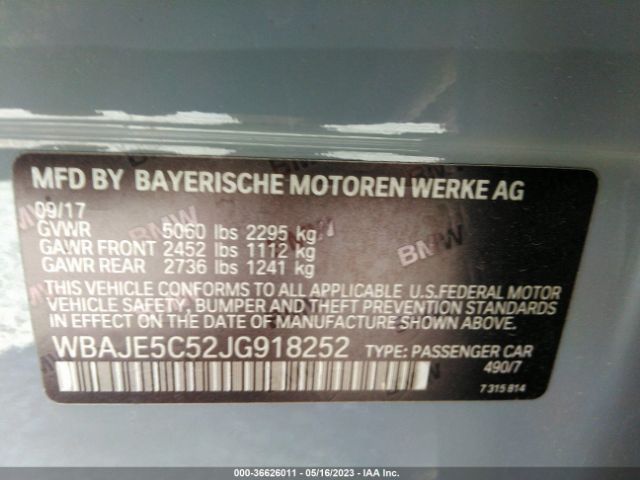 MFD BY BAYERISCHE MOTOREN WERKE AG
09/17
GVWR 5060 lbs 2295 kg
GAWR FRONT 2452 lbs 1112 kg
GAWR REAR 2736 lbs 1241 kg
THIS VEHICLE CONFORMS TO ALL APPLICABLE U.S.FEDERAL MOTOR
VEHICLE SAFETY, BUMPER AND THEFT PREVENTION STANDARDS
IN EFFECT ON THE DATE OF MANUFACTURE SHOWN ABOVE.
WBAJE5C52JG918252 TYPE: PASSENGER CAR
490/7
7 315 814
BMW
BMW
BMW
000-36626011 - 05/16/2023 - IAA Inc.